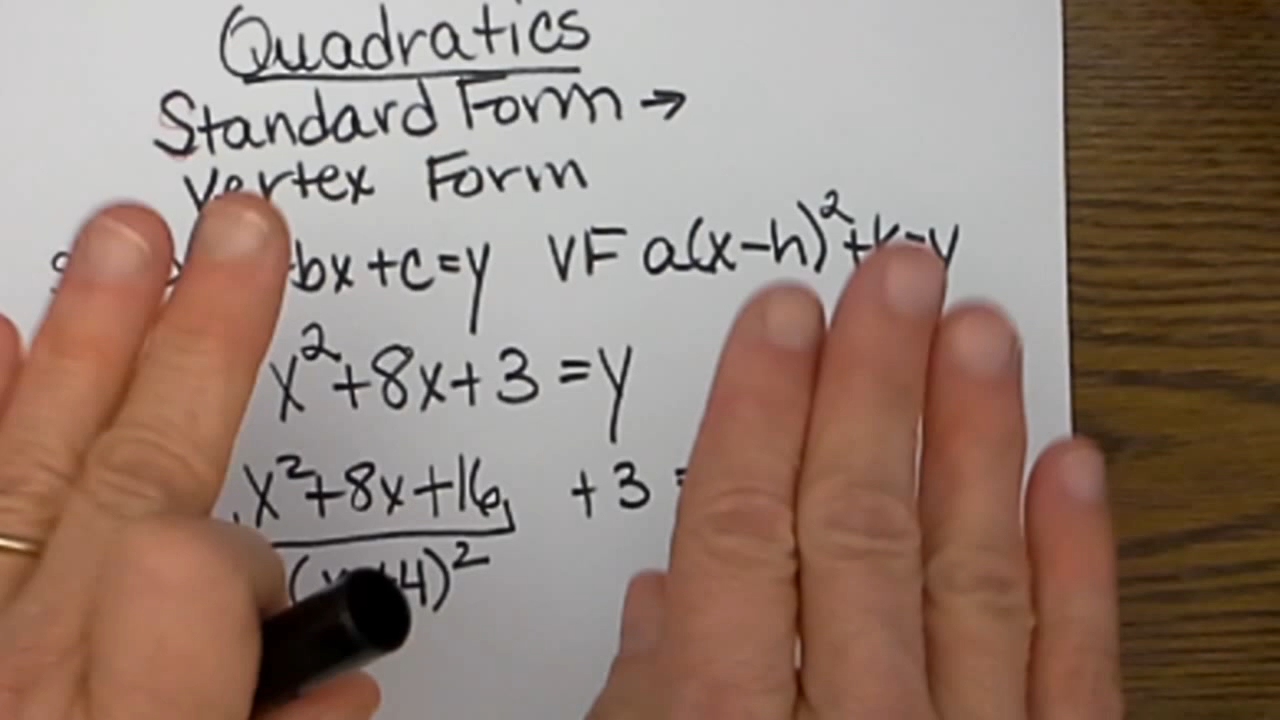 Quadratics
Standard Form →
Vertex Form
bx+c=y VF a(x-h)²+k=y
x²+8x+3=y
x²+8x+16 +3 =
(x+4)²